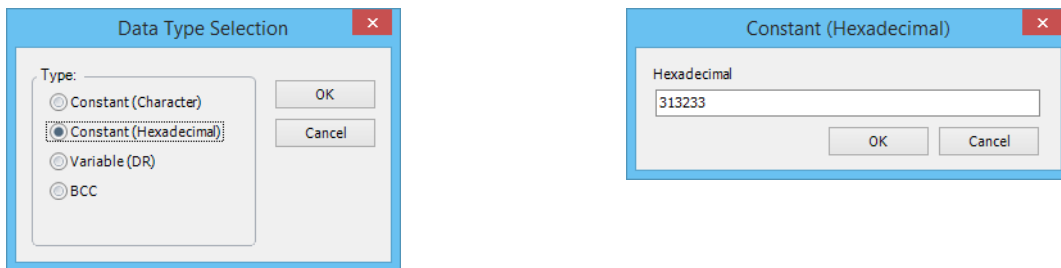 Data Type Selection
Type:
Constant (Character)
Constant (Hexadecimal)
Variable (DR)
BCC
OK
Cancel
Constant (Hexadecimal)
Hexadecimal
313233
OK Cancel